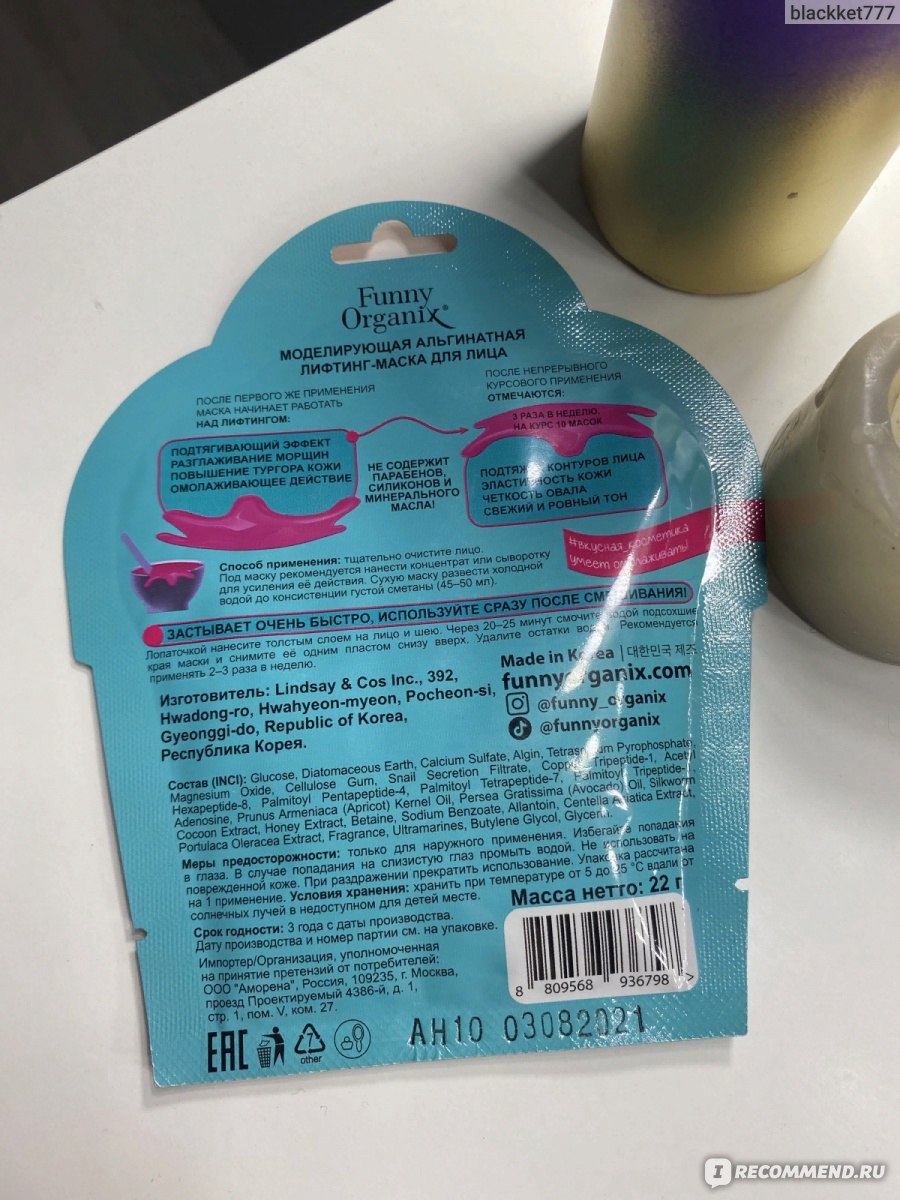 blackket777
Funny
Organix®
МОДЕЛИРУЮЩАЯ АЛЬГИНАТНАЯ
ЛИФТИНГ-МАСКА ДЛЯ ЛИЦА
ПОСЛЕ ПЕРВОГО ЖЕ ПРИМЕНЕНИЯ
МАСКА НАЧИНАЕТ РАБОТАТЬ
НАД ЛИФТИНГОМ:
ПОДТЯГИВАЮЩИЙ ЭФФЕКТ
РАЗГЛАЖИВАНИЕ МОРЩИН
ПОВЫШЕНИЕ ТУРГОРА КОЖИ
ОМОЛАЖИВАЮЩЕЕ ДЕЙСТВИЕ
НЕ СОДЕРЖИТ
ПАРАБЕНОВ,
СИЛИКОНОВ И
МИНЕРАЛЬНОГО
МАСЛА!
ПОСЛЕ НЕПРЕРЫВНОГО
КУРСОВОГО ПРИМЕНЕНИЯ
ОТМЕЧАЮТСЯ:
3 РАЗА В НЕДЕЛЮ.
НА КУРС 10 МАСОК
ПОДТЯЖКА КОНТУРОВ ЛИЦА
ЭЛАСТИЧНОСТЬ КОЖИ
ЧЕТКОСТЬ ОВАЛА
СВЕЖИЙ И РОВНЫЙ ТОН
#вкусная_косметика
умеет омолаживать!
Способ применения: тщательно очистите лицо.
Под маску рекомендуется нанести концентрат или сыворотку
для усиления её действия. Сухую маску развести холодной
водой до консистенции густой сметаны (45–50 мл).
ЗАСТЫВАЕТ ОЧЕНЬ БЫСТРО, ИСПОЛЬЗУЙТЕ СРАЗУ ПОСЛЕ СМЕШИВАНИЯ!
Лопаточкой нанесите толстым слоем на лицо и шею. Через 20–25 минут смочите водой подсохшие
края маски и снимите её одним пластом снизу вверх. Удалите остатки воды. Рекомендуется
применять 2–3 раза в неделю.
Изготовитель: Lindsay & Cos Inc., 392,
Hwadong-ro, Hwahyeon-myeon, Pocheon-si,
Gyeonggi-do, Republic of Korea,
Республика Корея.
Made in Korea | 대한민국 제조
funnyorganix.com
@funny_organix
@funnyorganix
Состав (INCI): Glucose, Diatomaceous Earth, Calcium Sulfate, Algin, Tetrasodium Pyrophosphate,
Magnesium Oxide, Cellulose Gum, Snail Secretion Filtrate, Copper Tripeptide-1, Acetyl
Hexapeptide-8, Palmitoyl Pentapeptide-4, Palmitoyl Tetrapeptide-7, Palmitoyl Tripeptide-
Adenosine, Prunus Armeniaca (Apricot) Kernel Oil, Persea Gratissima (Avocado) Oil, Silkworm
Cocoon Extract, Honey Extract, Betaine, Sodium Benzoate, Allantoin, Centella Asiatica Extract,
Portulaca Oleracea Extract, Fragrance, Ultramarines, Butylene Glycol, Glycerin.
Меры предосторожности: только для наружного применения. Избегайте попадания
в глаза. В случае попадания на слизистую глаз промыть водой. Не использовать на
поврежденной коже. При раздражении прекратить использование. Упаковка рассчитана
на 1 применение. Условия хранения: хранить при температуре от 5 до 25 °C вдали от
солнечных лучей в недоступном для детей месте.
Масса нетто: 22 г
Срок годности: 3 года с даты производства.
Дату производства и номер партии см. на упаковке.
Импортер/Организация, уполномоченная
на принятие претензий от потребителей:
ООО "Аморена", Россия, 109235, г. Москва,
проезд Проектируемый 4386-й, д. 1,
стр. 1, пом. V, ком. 27.
8 809568 936798 >
EAC
7
other
AH10 03082021
IRECOMMEND.RU